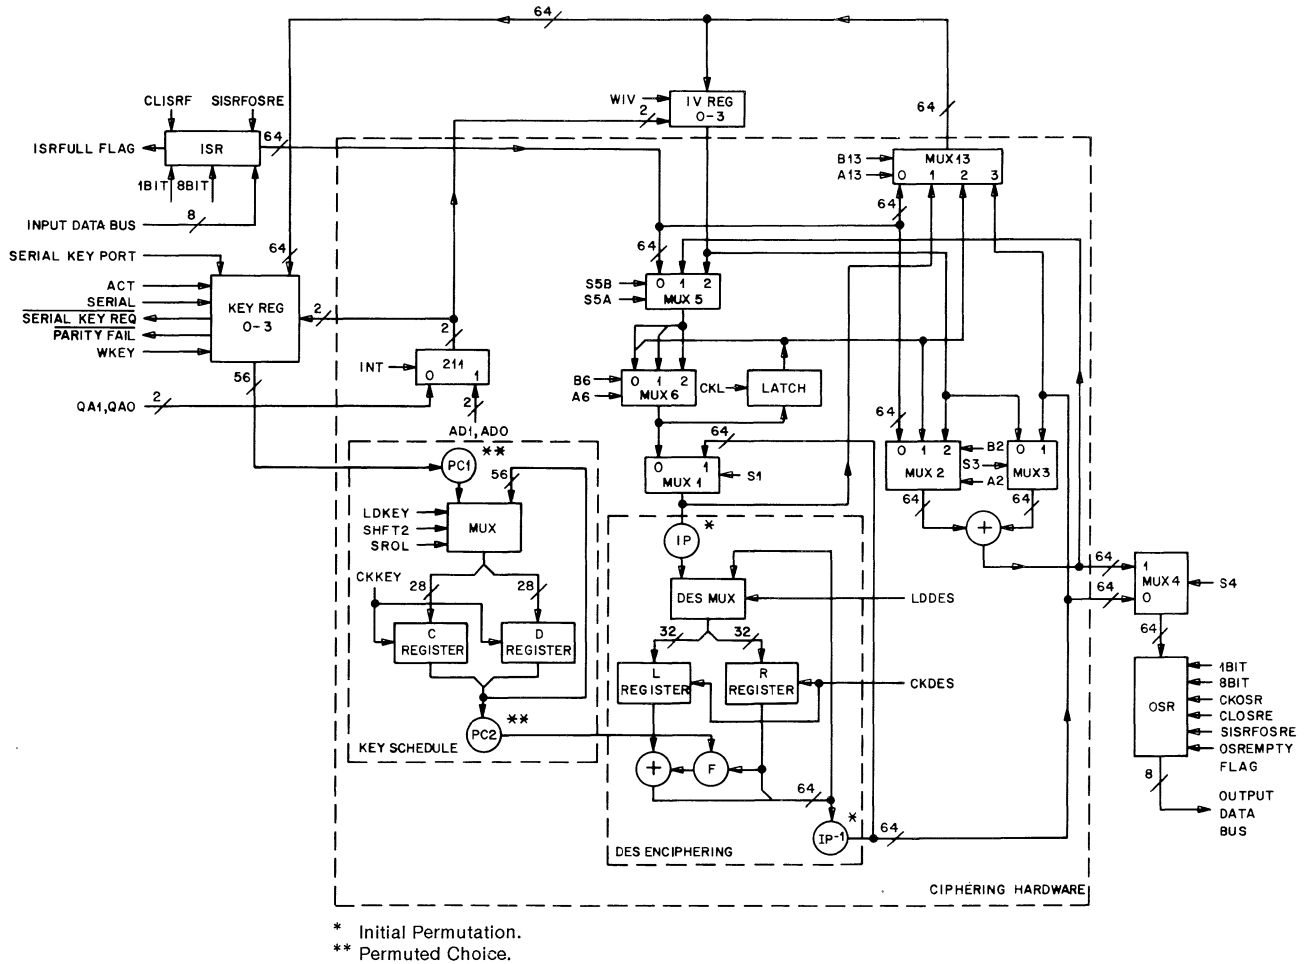 64
CLISRF SISRFOSRE
WIV
2
IV REG
0-3
64
ISRFULL FLAG
ISR
64
1BIT 8BIT
B13
A13
MUX13
0 1 2 3
64
INPUT DATA BUS
8
SERIAL KEY PORT
64
64
ACT
SERIAL
SERIAL KEY REQ
PARITY FAIL
WKEY
KEY REG
0-3
2
S5B
S5A
0 1 2
MUX 5
2
INT
211
0 1
B6
A6
0 1 2
MUX6
CKL
LATCH
56
QA1,QA0
2
2
AD1,AD0
64
64
0 1 2
MUX 2
B2
S3
A2
0 1
MUX3
PC1
**
56
0 1
MUX 1
S1
64
64
LDKEY
SHFT2
SROL
MUX
IP
*
+
64
64
1
MUX4
0
S4
CKKEY
28
28
DES MUX
LDDES
C
REGISTER
D
REGISTER
32
32
64
L
REGISTER
R
REGISTER
CKDES
OSR
1BIT
8BIT
CKOSR
CLOSRE
SISRFOSRE
OSREMPTY
FLAG
PC2
**
KEY SCHEDULE
+
F
64
8
OUTPUT
DATA
BUS
IP-1
*
64
DES ENCIPHERING
CIPHERING HARDWARE
* Initial Permutation.
** Permuted Choice.